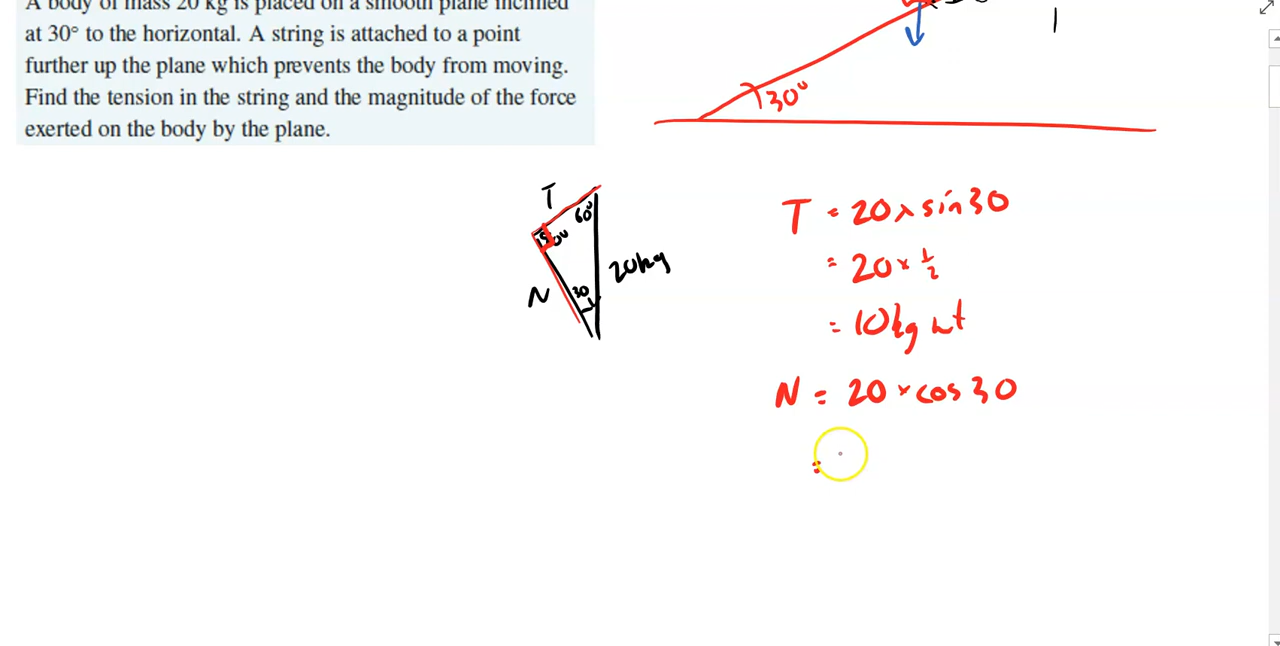 A body of mass 20 kg is placed on a smooth plane inclined
at 30° to the horizontal. A string is attached to a point
further up the plane which prevents the body from moving.
Find the tension in the string and the magnitude of the force
exerted on the body by the plane.
30°
T
60°
90°
20kg
N
30
T = 20 × sin 30
= 20 × 1/2
= 10 kg wt
N = 20 × cos 30
=